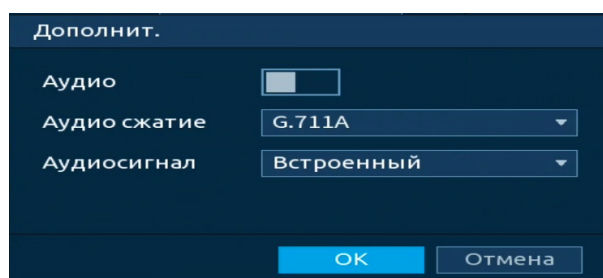 Дополнит.
Аудио
Аудио сжатие G.711A
Аудиосигнал Встроенный
OK Отмена